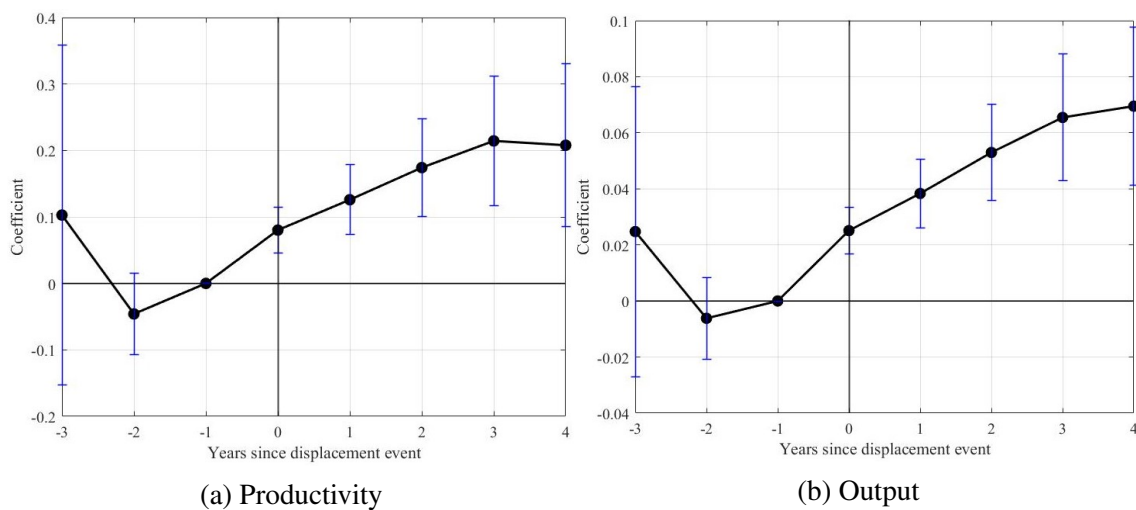 0.4
0.3
0.2
0.1
0
-0.1
-0.2
Coefficient
-3 -2 -1 0 1 2 3 4
Years since displacement event
(a) Productivity
0.1
0.08
0.06
0.04
0.02
0
-0.02
-0.04
Coefficient
-3 -2 -1 0 1 2 3 4
Years since displacement event
(b) Output